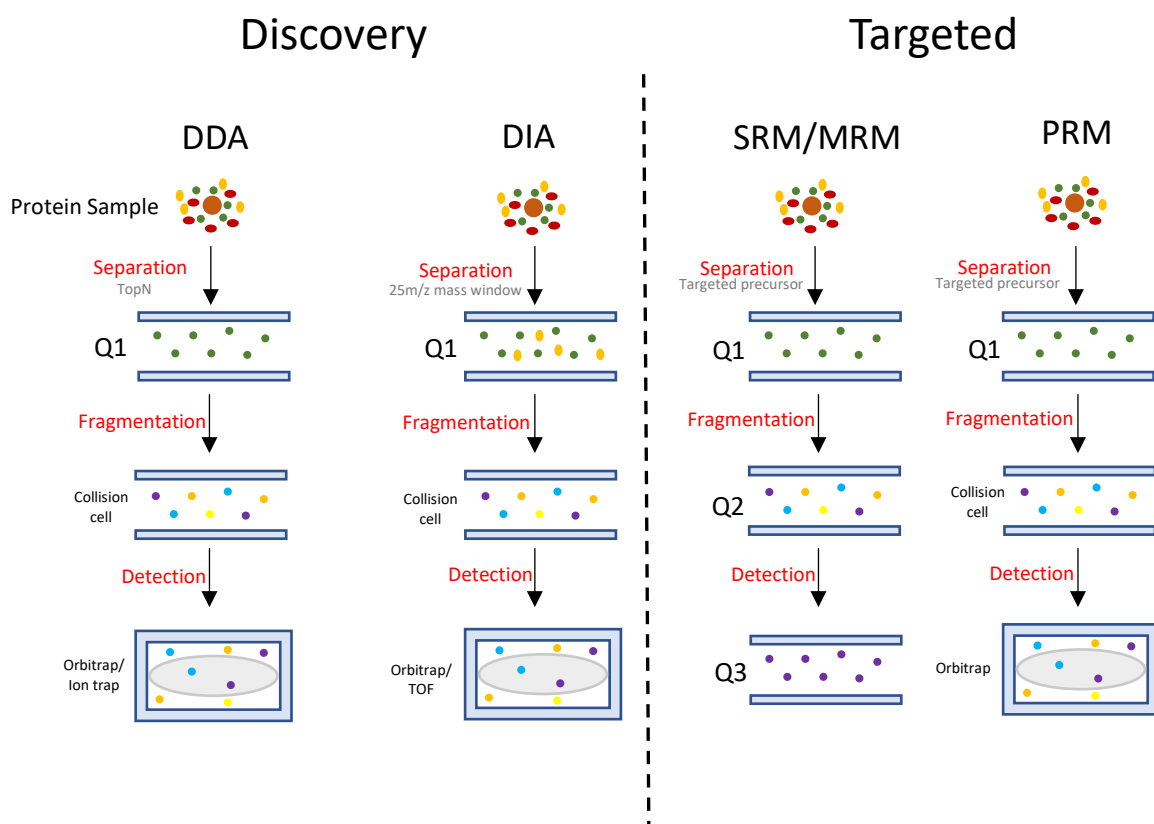 Discovery
Targeted
DDA
DIA
SRM/MRM
PRM
Protein Sample
Separation
TopN
Separation
25m/z mass window
Separation
Targeted precursor
Separation
Targeted precursor
Q1
Q1
Q1
Q1
Fragmentation
Fragmentation
Fragmentation
Fragmentation
Collision
cell
Collision
cell
Q2
Collision
cell
Detection
Detection
Detection
Detection
Orbitrap/
Ion trap
Orbitrap/
TOF
Q3
Orbitrap